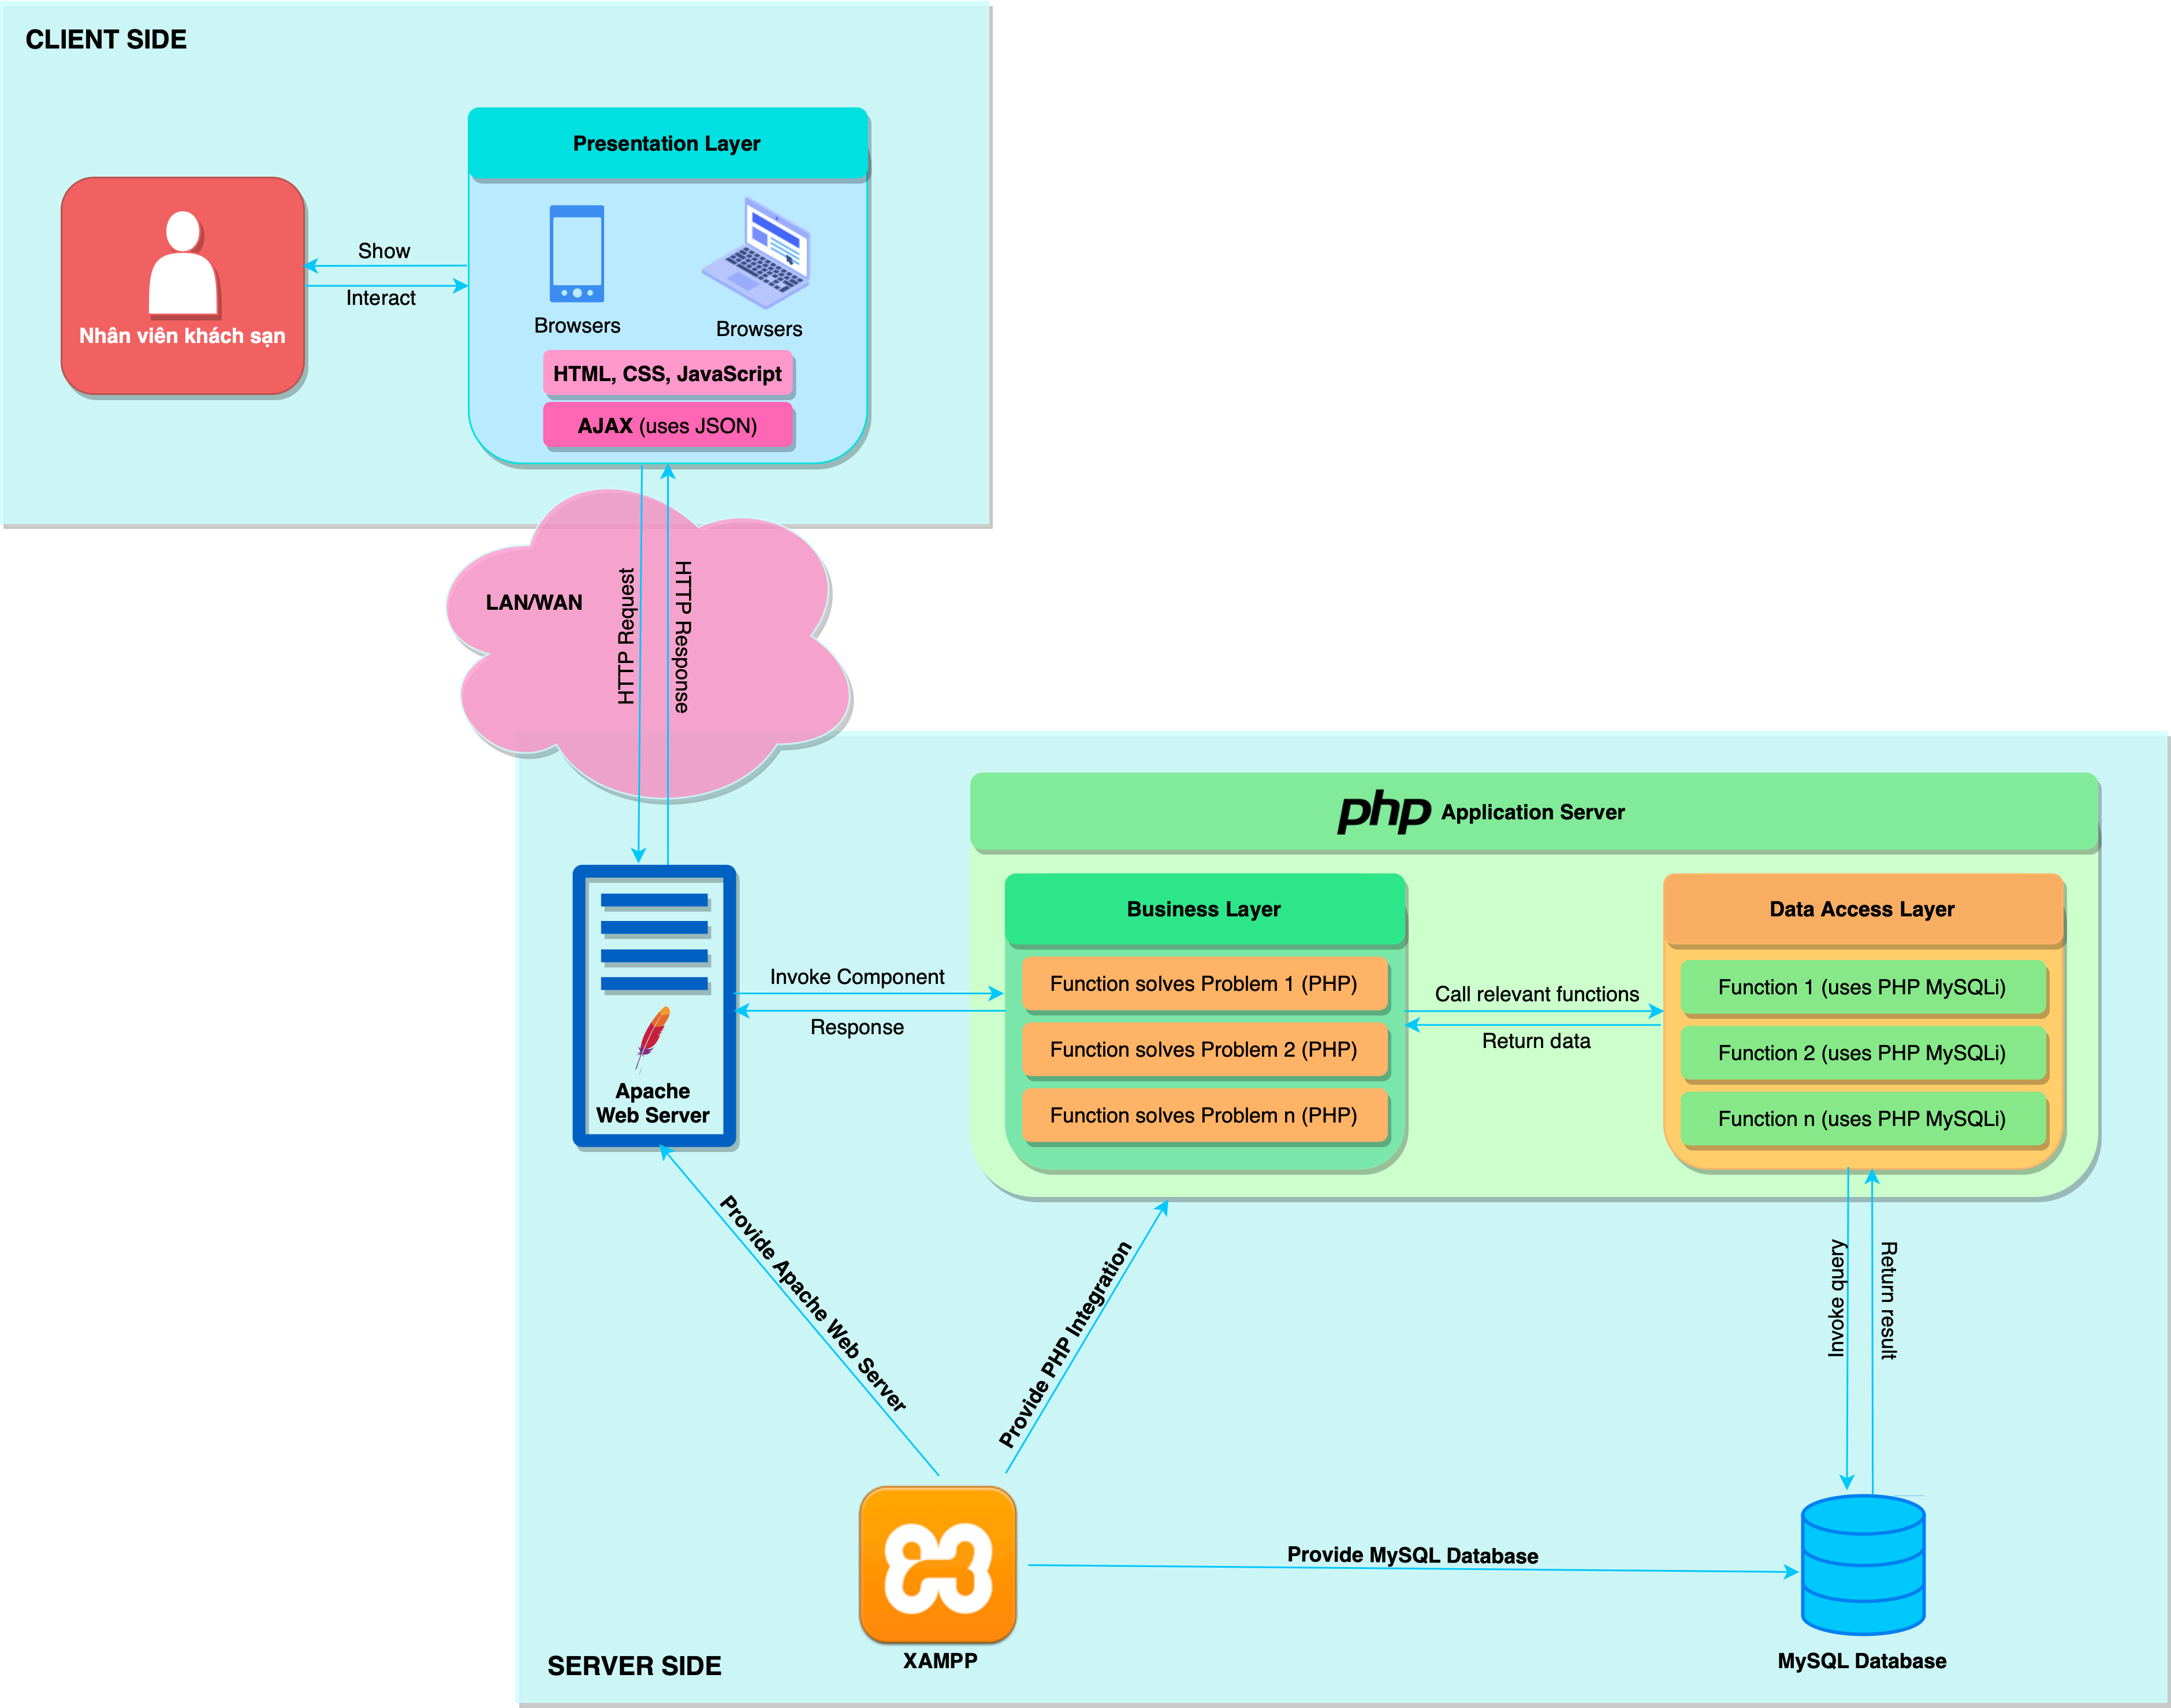 CLIENT SIDE
Presentation Layer
Nhân viên khách sạn
Show
Interact
Browsers
Browsers
HTML, CSS, JavaScript
AJAX (uses JSON)
LAN/WAN
HTTP Request
HTTP Response
php Application Server
Business Layer
Function solves Problem 1 (PHP)
Function solves Problem 2 (PHP)
Function solves Problem n (PHP)
Data Access Layer
Function 1 (uses PHP MySQLi)
Function 2 (uses PHP MySQLi)
Function n (uses PHP MySQLi)
Invoke Component
Response
Call relevant functions
Return data
Apache
Web Server
Provide Apache Web Server
Provide PHP Integration
Invoke query
Return result
Provide MySQL Database
XAMPP
MySQL Database
SERVER SIDE